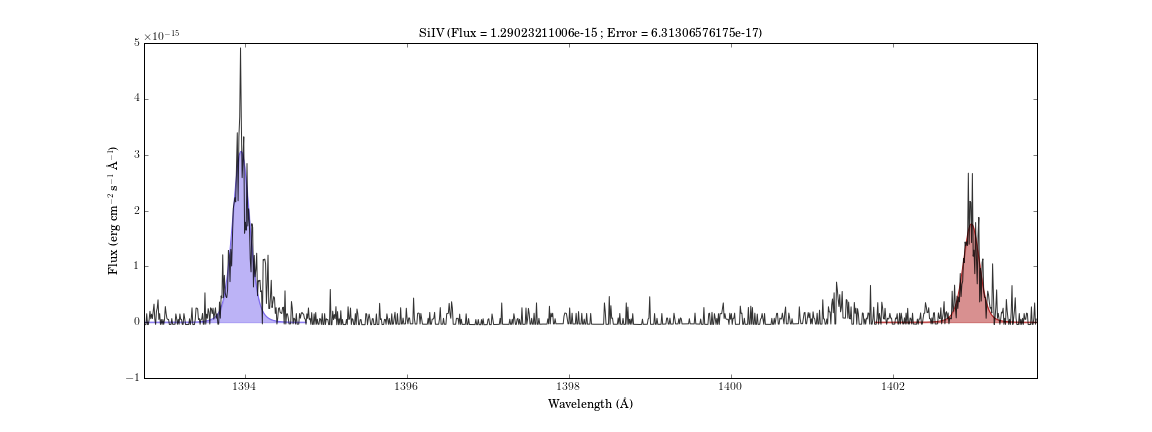 SiIV (Flux = 1.29023211006e-15 ; Error = 6.31306576175e-17)
×10⁻¹⁵
5
4
3
2
1
0
−1
Flux (erg cm⁻² s⁻¹ Å⁻¹)
1394 1396 1398 1400 1402
Wavelength (Å)